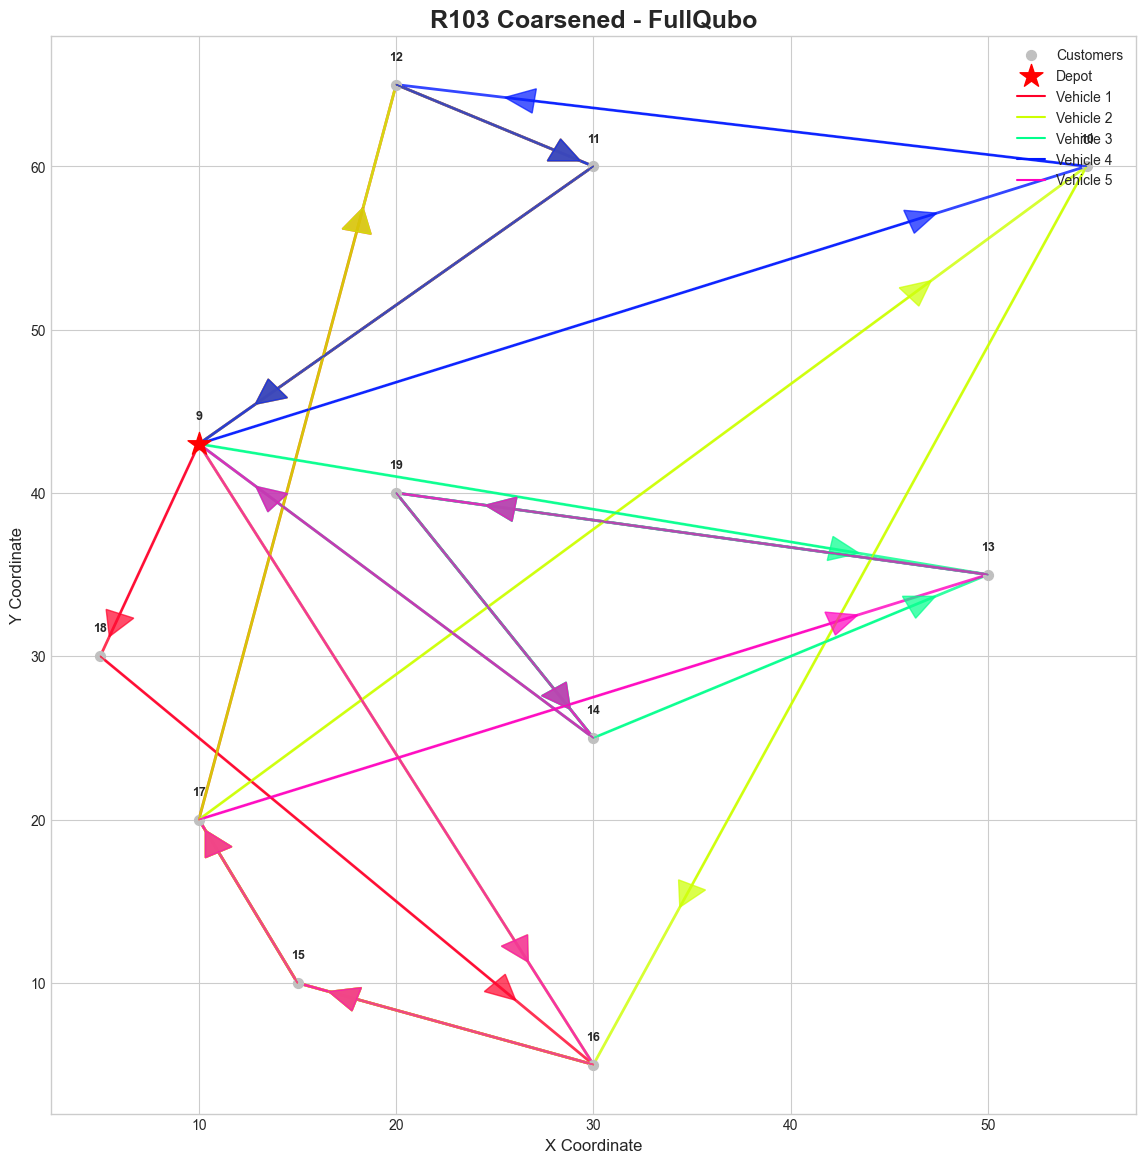 R103 Coarsened - FullQubo
12
11
10
Customers
Depot
Vehicle 1
Vehicle 2
Vehicle 3
Vehicle 4
Vehicle 5
60
50
9
19
40
13
18
30
14
17
20
15
10
16
10
20
30
40
50
X Coordinate
Y Coordinate